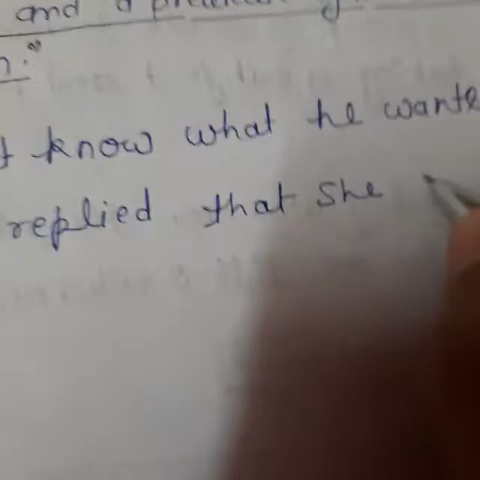 and a
know what he wante
replied that she